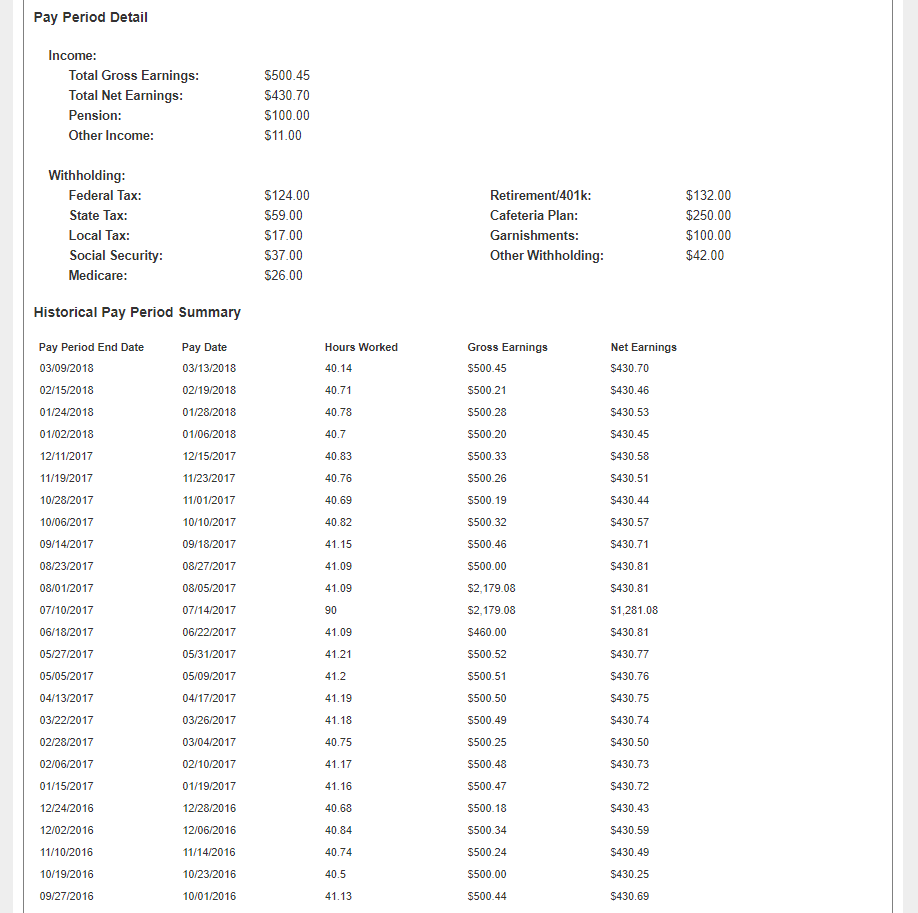 Pay Period Detail
Income:
Total Gross Earnings: $500.45
Total Net Earnings: $430.70
Pension: $100.00
Other Income: $11.00
Withholding:
Federal Tax: $124.00 Retirement/401k: $132.00
State Tax: $59.00 Cafeteria Plan: $250.00
Local Tax: $17.00 Garnishments: $100.00
Social Security: $37.00 Other Withholding: $42.00
Medicare: $26.00
Historical Pay Period Summary
Pay Period End Date Pay Date Hours Worked Gross Earnings Net Earnings
03/09/2018 03/13/2018 40.14 $500.45 $430.70
02/15/2018 02/19/2018 40.71 $500.21 $430.46
01/24/2018 01/28/2018 40.78 $500.28 $430.53
01/02/2018 01/06/2018 40.7 $500.20 $430.45
12/11/2017 12/15/2017 40.83 $500.33 $430.58
11/19/2017 11/23/2017 40.76 $500.26 $430.51
10/28/2017 11/01/2017 40.69 $500.19 $430.44
10/06/2017 10/10/2017 40.82 $500.32 $430.57
09/14/2017 09/18/2017 41.15 $500.46 $430.71
08/23/2017 08/27/2017 41.09 $500.00 $430.81
08/01/2017 08/05/2017 41.09 $2,179.08 $430.81
07/10/2017 07/14/2017 90 $2,179.08 $1,281.08
06/18/2017 06/22/2017 41.09 $460.00 $430.81
05/27/2017 05/31/2017 41.21 $500.52 $430.77
05/05/2017 05/09/2017 41.2 $500.51 $430.76
04/13/2017 04/17/2017 41.19 $500.50 $430.75
03/22/2017 03/26/2017 41.18 $500.49 $430.74
02/28/2017 03/04/2017 40.75 $500.25 $430.50
02/06/2017 02/10/2017 41.17 $500.48 $430.73
01/15/2017 01/19/2017 41.16 $500.47 $430.72
12/24/2016 12/28/2016 40.68 $500.18 $430.43
12/02/2016 12/06/2016 40.84 $500.34 $430.59
11/10/2016 11/14/2016 40.74 $500.24 $430.49
10/19/2016 10/23/2016 40.5 $500.00 $430.25
09/27/2016 10/01/2016 41.13 $500.44 $430.69